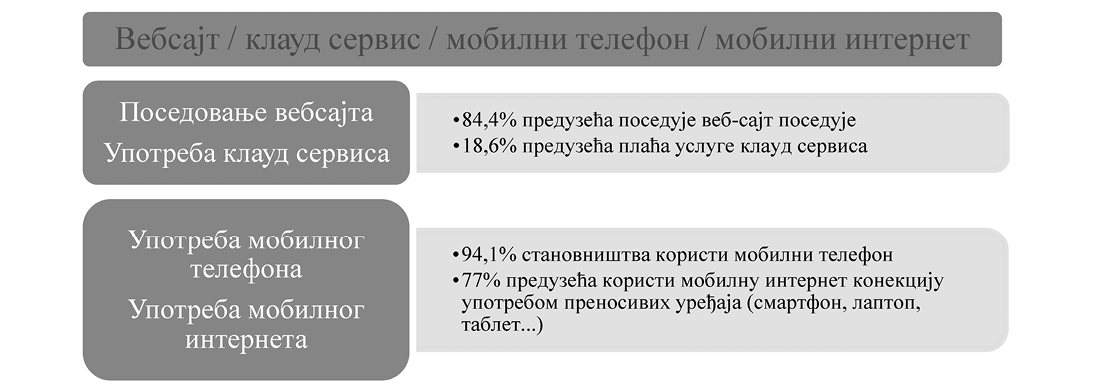 Вебсајт / клауд сервис / мобилни телефон / мобилни интернет
Поседовање вебсајта
Употреба клауд сервиса
•84,4% предузећа поседује веб-сајт поседује
•18,6% предузећа плаћа услуге клауд сервиса
Употреба мобилног
телефона
Употреба мобилног
интернета
•94,1% становништва користи мобилни телефон
•77% предузећа користи мобилну интернет конекцију
употребом преносивих уређаја (смартфон, лаптоп,
таблет...)